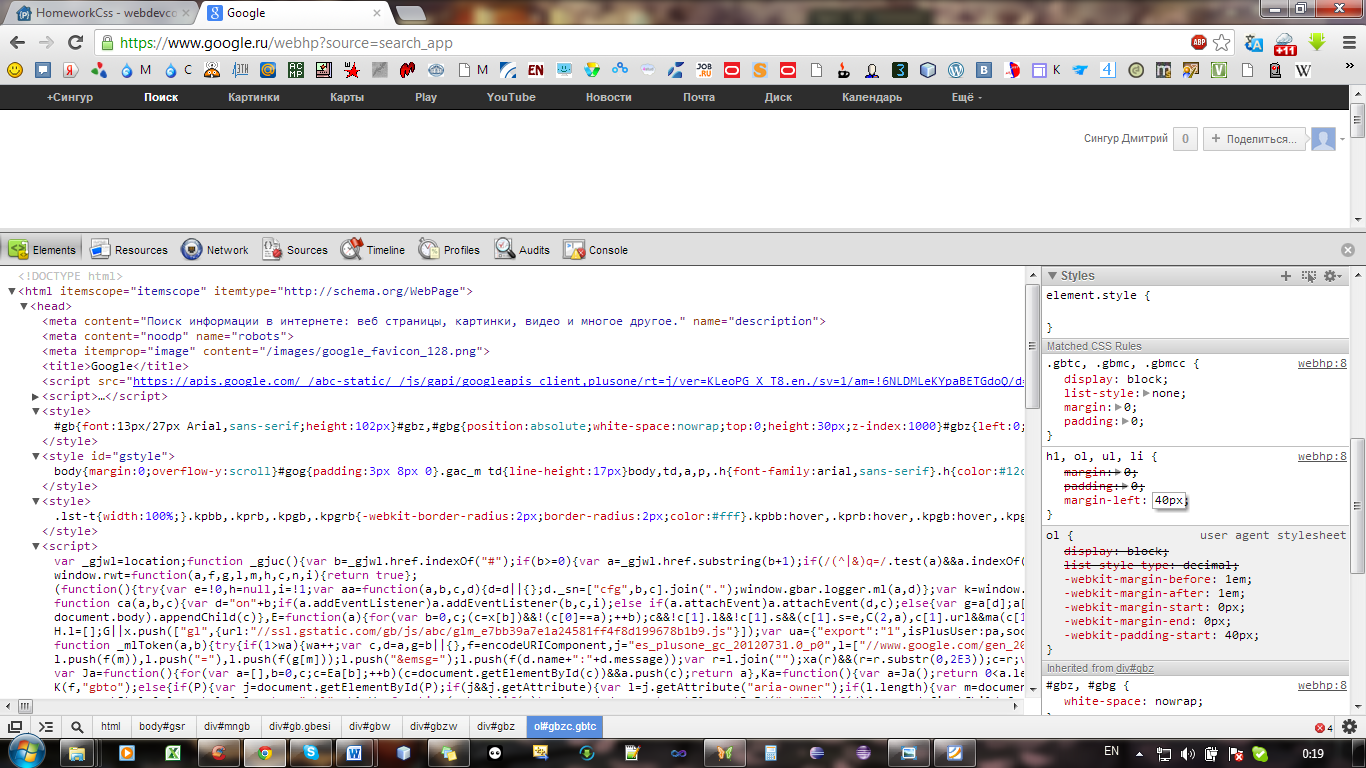 HomeworkCss - webdevco
Google
https://www.google.ru/webhp?source=search_app
ABP
+11
M C ЈЭТН EN JOB.RU 3 B K 4 m V W »
+Сингур Поиск Картинки Карты Play YouTube Новости Почта Диск Календарь Ещё
Сингур Дмитрий 0 + Поделиться...
Elements Resources Network Sources Timeline Profiles Audits Console
<!DOCTYPE html>
<html itemscope="itemscope" itemtype="http://schema.org/WebPage">
<head>
<meta content="Поиск информации в интернете: веб страницы, картинки, видео и многое другое." name="description">
<meta content="noodp" name="robots">
<meta itemprop="image" content="/images/google_favicon_128.png">
<title>Google</title>
<script src="https://apis.google.com/_/abc-static/_/js/gapi/googleapis_client,plusone/rt=j/ver=KLeoPG_X_T8.en./sv=1/am=!6NLDMLeKYpaBETGdoQ/d=
<script>…</script>
<style>
#gb{font:13px/27px Arial,sans-serif;height:102px}#gbz,#gbg{position:absolute;white-space:nowrap;top:0;height:30px;z-index:1000}#gbz{left:0;
</style>
<style id="gstyle">
body{margin:0;overflow-y:scroll}#gog{padding:3px 8px 0}.gac_m td{line-height:17px}body,td,a,p,.h{font-family:arial,sans-serif}.h{color:#12c
</style>
<style>
.lst-t{width:100%;}.kpbb,.kprb,.kpgb,.kpgrb{-webkit-border-radius:2px;border-radius:2px;color:#fff}.kpbb:hover,.kprb:hover,.kpgb:hover,.kpg
</style>
<script>
var _gjwl=location;function _gjuc(){var b=_gjwl.href.indexOf("#");if(b>=0){var a=_gjwl.href.substring(b+1);if(/(^|&)q=/.test(a)&&a.indexO
window.rwt=function(a,f,g,l,m,h,c,n,i){return true};
(function(){try{var e=!0,h=null,i=!1;var aa=function(a,b,c,d){d=d||{};d._sn=["cfg",b,c].join(".");window.gbar.logger.ml(a,d)};var k=window.
function ca(a,b,c){var d="on"+b;if(a.addEventListener)a.addEventListener(b,c,i);else if(a.attachEvent)a.attachEvent(d,c);else{var g=a[d];a[
document.body).appendChild(c)},E=function(a){for(var b=0,c;(c=x[b])&&!(c[0]==a);++b);c&&!c[1].l&&!c[1].s&&(c[1].s=e,C(2,a),c[1].url&&ma(c[1
H.l=[];G||x.push(["gl",{url:"//ssl.gstatic.com/gb/js/abc/glm_e7bb39a7e1a24581ff4f8d199678b1b9.js"}]);var ua={"export":"1",isPlusUser:pa,soc
function _mlToken(a,b){try{if(1>wa){wa++;var c,d=a,g=b||{},f=encodeURIComponent,j="es_plusone_gc_20120731.0_p0",l=["//www.google.com/gen_20
l.push(f(m)),l.push("="),l.push(f(g[m]));l.push("&emsg=");l.push(f(d.name+":"+d.message));var r=l.join("");xa(r)&&(r=r.substr(0,2E3));c=r;v
var Ja=function(){for(var a=[],b=0,c;c=Ea[b];++b)(c=document.getElementById(c))&&a.push(c);return a},Ka=function(){var a=Ja();return 0<a.le
K(f,"gbto");else{if(P){var j=document.getElementById(P);if(j&&j.getAttribute){var l=j.getAttribute("aria-owner");if(l.length){var m=documen
Styles
element.style {
}
Matched CSS Rules
.gbtc, .gbmc, .gbmcc { webhp:8
display: block;
list-style: none;
margin: 0;
padding: 0;
}
h1, ol, ul, li { webhp:8
margin: 0;
padding: 0;
margin-left: 40px;
}
ol { user agent stylesheet
display: block;
list-style-type: decimal;
-webkit-margin-before: 1em;
-webkit-margin-after: 1em;
-webkit-margin-start: 0px;
-webkit-margin-end: 0px;
-webkit-padding-start: 40px;
}
Inherited from div#gbz
#gbz, #gbg { webhp:8
white-space: nowrap;
html body#gsr div#mngb div#gb.gbesi div#gbw div#gbzw div#gbz ol#gbzc.gbtc 4
EN 0:19